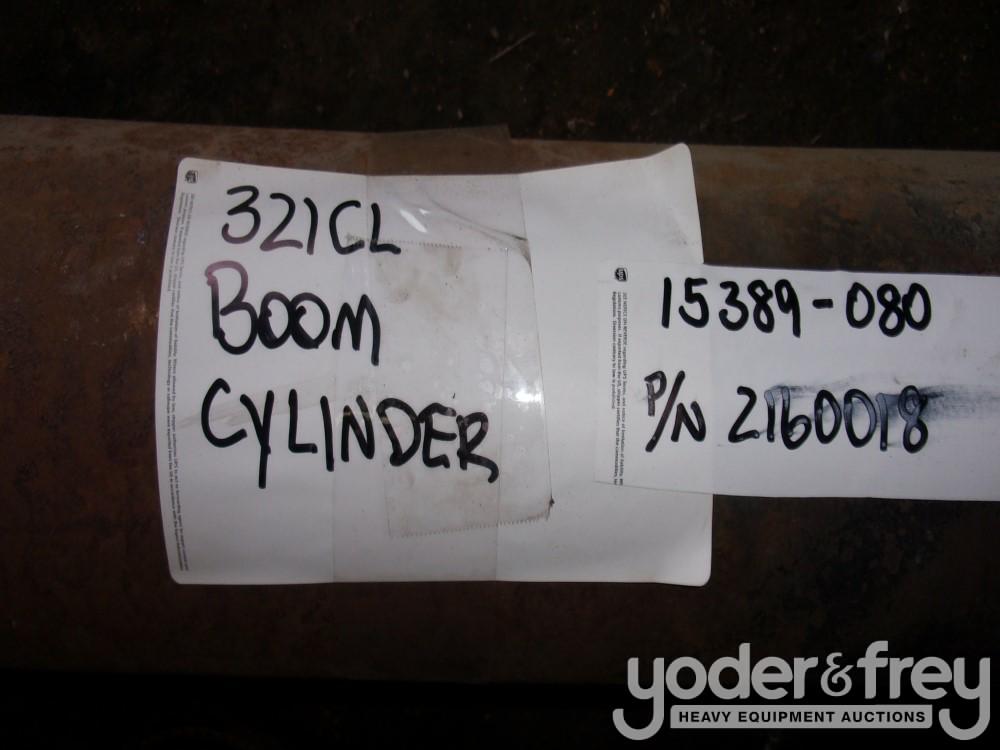 321CL
BOOM
CYLINDER
15389-080
P/N 2160018
yoder&frey
HEAVY EQUIPMENT AUCTIONS